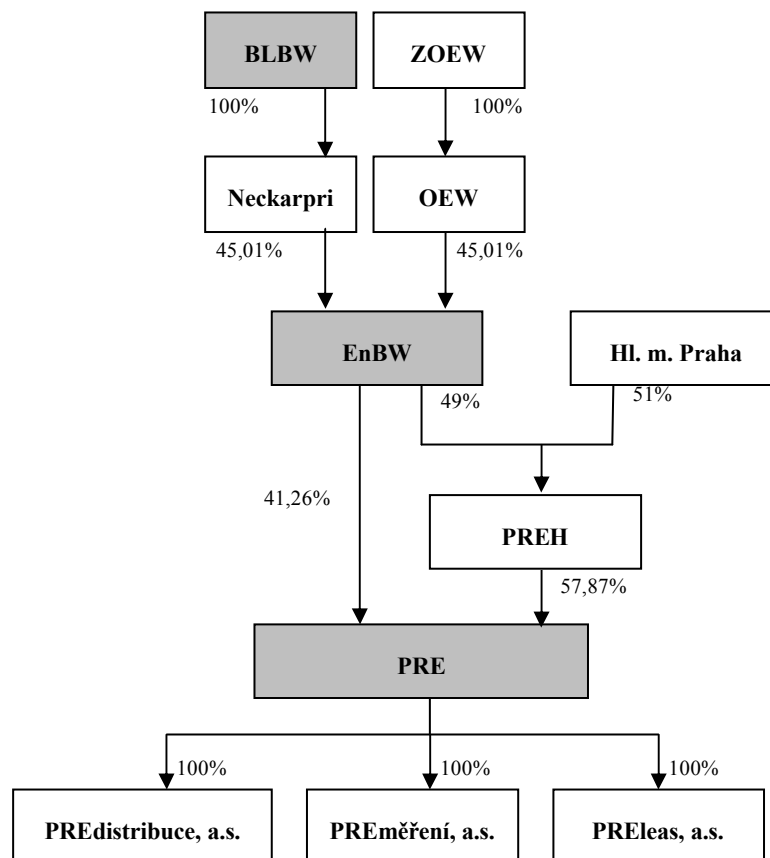 BLBW
ZOEW
100%
100%
Neckarpri
OEW
45,01%
45,01%
EnBW
Hl. m. Praha
49%
51%
41,26%
PREH
57,87%
PRE
100%
100%
100%
PREdistribuce, a.s.
PREměření, a.s.
PREleas, a.s.